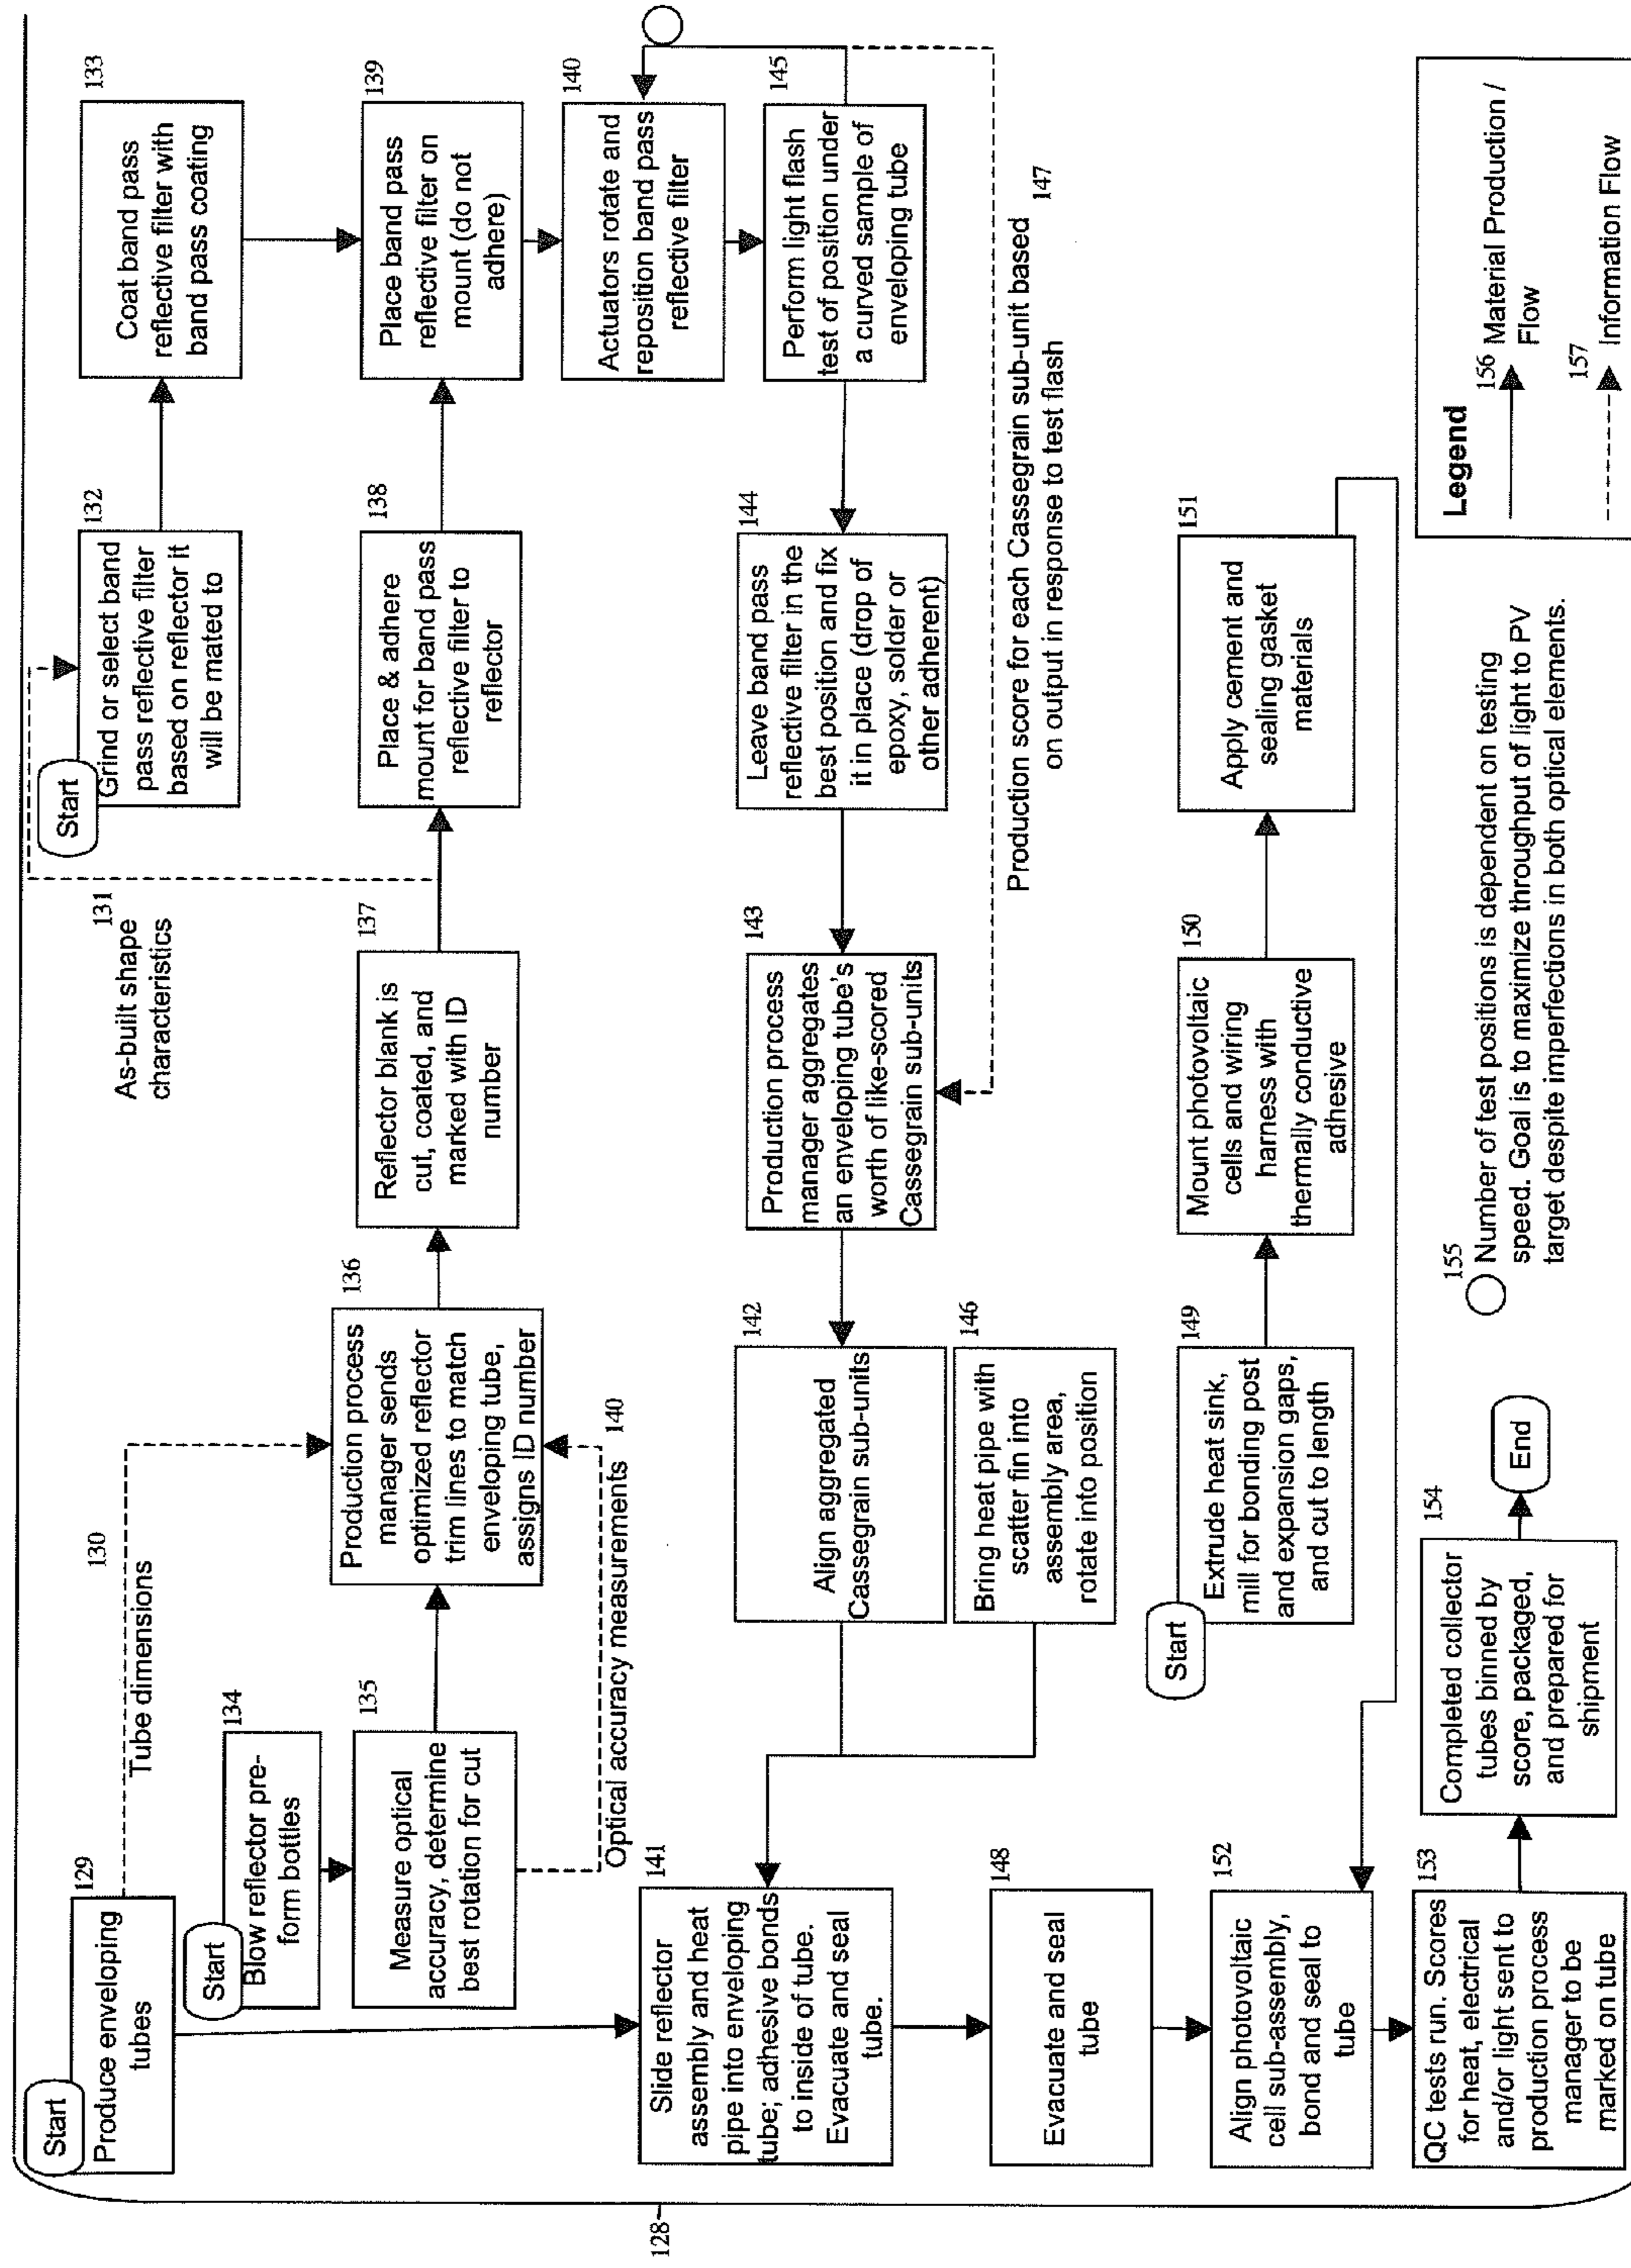 128
Start
129
Produce enveloping
tubes
130
Tube dimensions
Start
134
Blow reflector pre-
form bottles
135
Measure optical
accuracy, determine
best rotation for cut
Optical accuracy measurements 140
136
Production process
manager sends
optimized reflector
trim lines to match
enveloping tube,
assigns ID number
137
Reflector blank is
cut, coated, and
marked with ID
number
131
As-built shape
characteristics
Start
132
Grind or select band
pass reflective filter
based on reflector it
will be mated to
133
Coat band pass
reflective filter with
band pass coating
138
Place & adhere
mount for band pass
reflective filter to
reflector
139
Place band pass
reflective filter on
mount (do not
adhere)
140
Actuators rotate and
reposition band pass
reflective filter
145
Perform light flash
test of position under
a curved sample of
enveloping tube
144
Leave band pass
reflective filter in the
best position and fix
it in place (drop of
epoxy, solder or
other adherent)
143
Production process
manager aggregates
an enveloping tube's
worth of like-scored
Cassegrain sub-units
Production score for each Cassegrain sub-unit based
on output in response to test flash
147
142
Align aggregated
Cassegrain sub-units
146
Bring heat pipe with
scatter fin into
assembly area,
rotate into position
141
Slide reflector
assembly and heat
pipe into enveloping
tube; adhesive bonds
to inside of tube.
Evacuate and seal
tube.
148
Evacuate and seal
tube
Start
149
Extrude heat sink,
mill for bonding post
and expansion gaps,
and cut to length
150
Mount photovoltaic
cells and wiring
harness with
thermally conductive
adhesive
151
Apply cement and
sealing gasket
materials
152
Align photovoltaic
cell sub-assembly,
bond and seal to
tube
153
QC tests run. Scores
for heat, electrical
and/or light sent to
production process
manager to be
marked on tube
154
Completed collector
tubes binned by
score, packaged,
and prepared for
shipment
End
155
Number of test positions is dependent on testing
speed. Goal is to maximize throughput of light to PV
target despite imperfections in both optical elements.
Legend
156 Material Production /
Flow
157
Information Flow